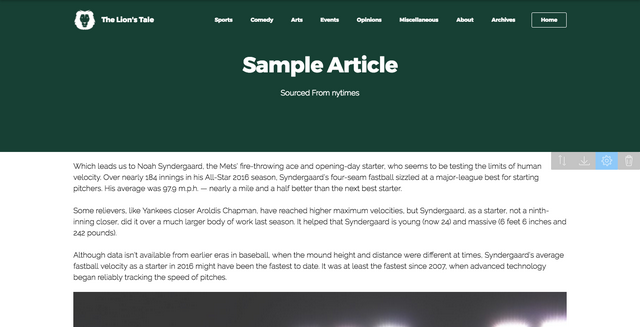 The Lion's Tale Sports Comedy Arts Events Opinions Miscellaneous About Archives Home
Sample Article
Sourced From nytimes
Which leads us to Noah Syndergaard, the Mets' fire-throwing ace and opening-day starter, who seems to be testing the limits of human
velocity. Over nearly 184 innings in his All-Star 2016 season, Syndergaard's four-seam fastball sizzled at a major-league best for starting
pitchers. His average was 97.9 m.p.h. — nearly a mile and a half better than the next best starter.
Some relievers, like Yankees closer Aroldis Chapman, have reached higher maximum velocities, but Syndergaard, as a starter, not a ninth-
inning closer, did it over a much larger body of work last season. It helped that Syndergaard is young (now 24) and massive (6 feet 6 inches and
242 pounds).
Although data isn't available from earlier eras in baseball, when the mound height and distance were different at times, Syndergaard's average
fastball velocity as a starter in 2016 might have been the fastest to date. It was at least the fastest since 2007, when advanced technology
began reliably tracking the speed of pitches.